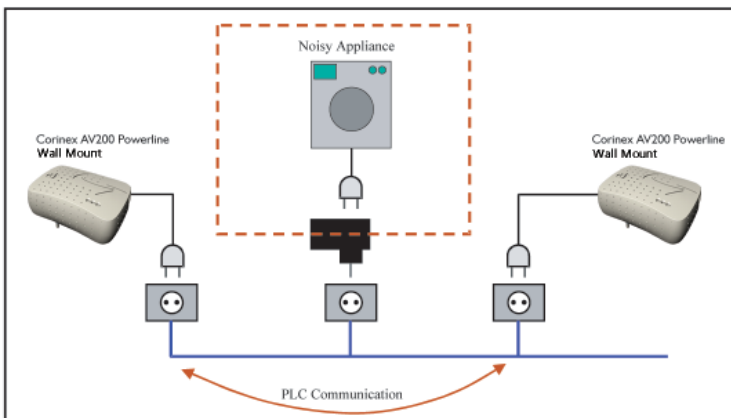 Noisy Appliance
Corinex AV200 Powerline
Wall Mount
Corinex AV200 Powerline
Wall Mount
PLC Communication